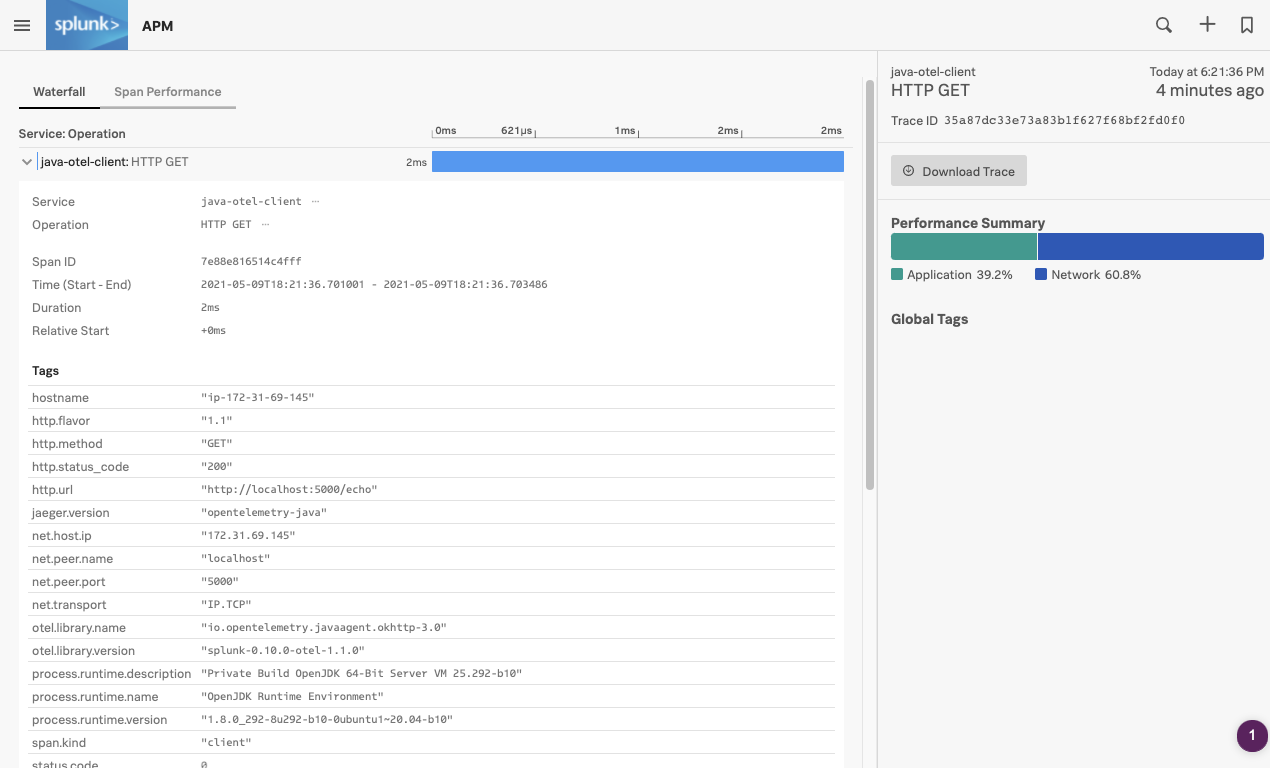 splunk> APM
Waterfall Span Performance
Service: Operation 0ms 621µs 1ms 2ms 2ms
java-otel-client: HTTP GET 2ms
Service java-otel-client ···
Operation HTTP GET ···
Span ID 7e88e816514c4fff
Time (Start - End) 2021-05-09T18:21:36.701001 - 2021-05-09T18:21:36.703486
Duration 2ms
Relative Start +0ms
Tags
hostname "ip-172-31-69-145"
http.flavor "1.1"
http.method "GET"
http.status_code "200"
http.url "http://localhost:5000/echo"
jaeger.version "opentelemetry-java"
net.host.ip "172.31.69.145"
net.peer.name "localhost"
net.peer.port "5000"
net.transport "IP.TCP"
otel.library.name "io.opentelemetry.javaagent.okhttp-3.0"
otel.library.version "splunk-0.10.0-otel-1.1.0"
process.runtime.description "Private Build OpenJDK 64-Bit Server VM 25.292-b10"
process.runtime.name "OpenJDK Runtime Environment"
process.runtime.version "1.8.0_292-8u292-b10-0ubuntu1~20.04-b10"
span.kind "client"
status.code 0
java-otel-client Today at 6:21:36 PM
HTTP GET 4 minutes ago
Trace ID 35a87dc33e73a83b1f627f68bf2fd0f0
Download Trace
Performance Summary
Application 39.2% Network 60.8%
Global Tags
1